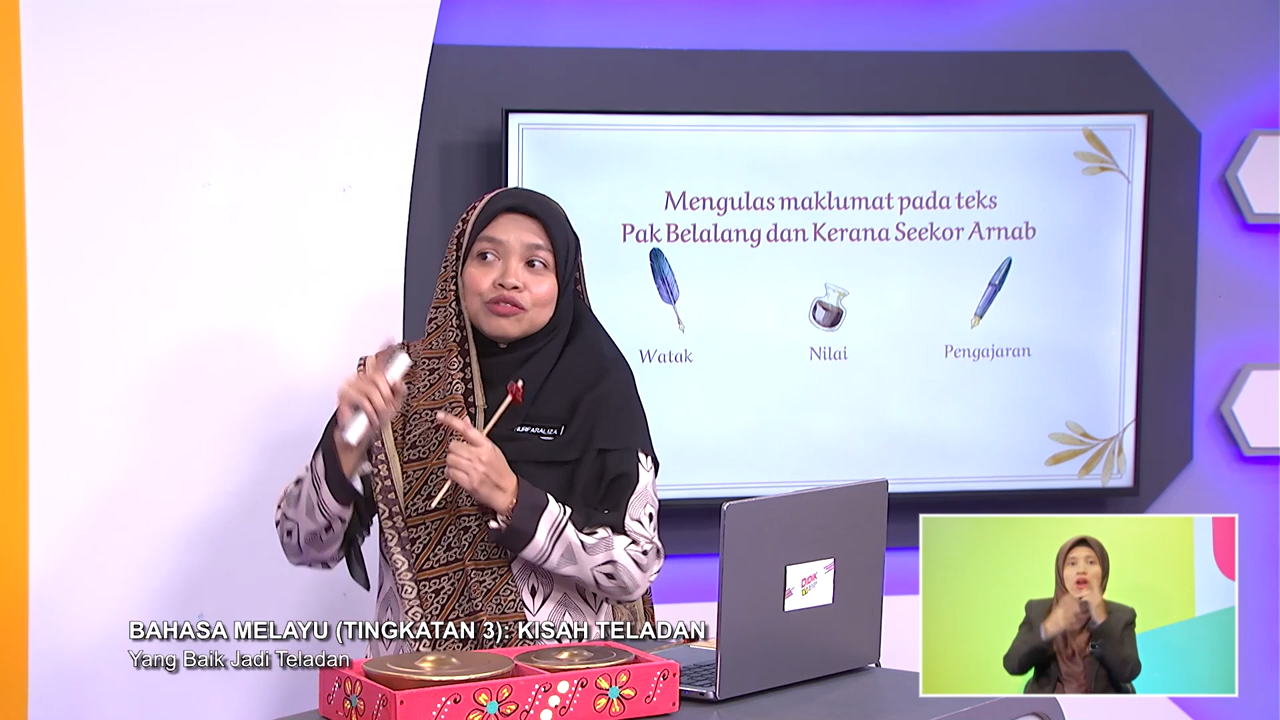 Mengulas maklumat pada teks
Pak Belalang dan Kerana Seekor Arnab
Watak
Nilai
Pengajaran
BAHASA MELAYU (TINGKATAN 3): KISAH TELADAN
Yang Baik Jadi Teladan